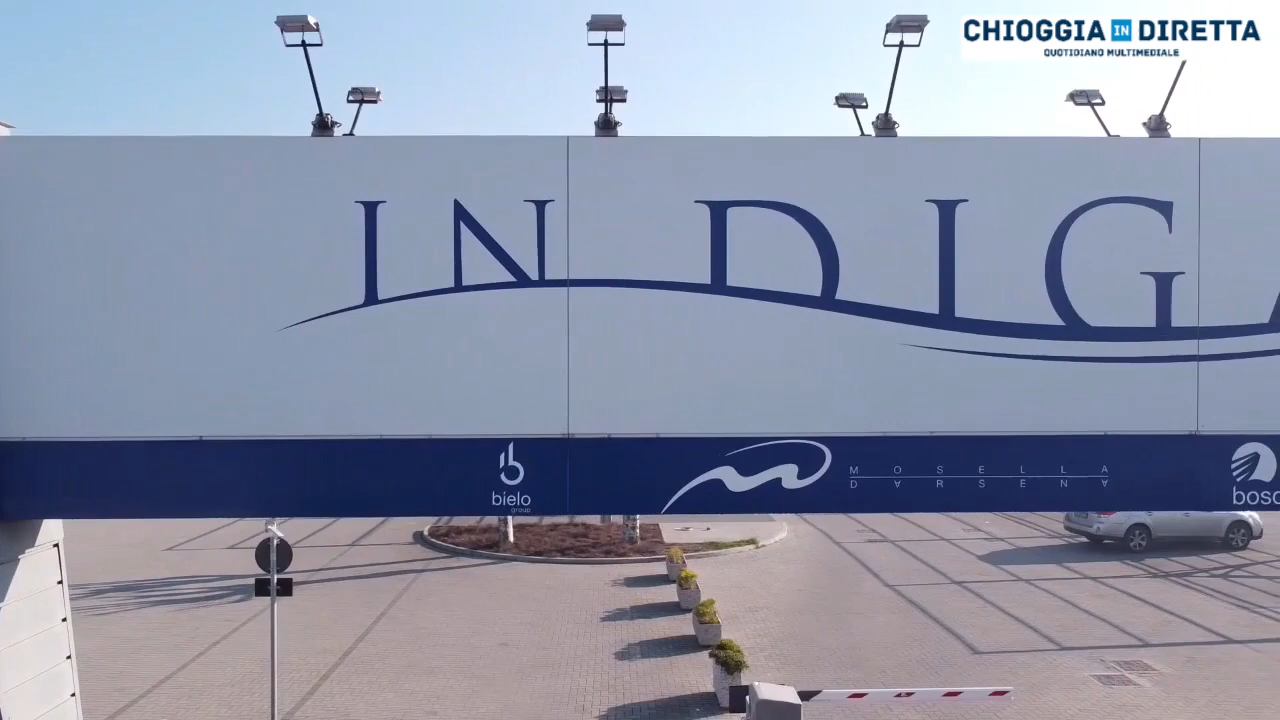 CHIOGGIA IN DIRETTA
QUOTIDIANO MULTIMEDIALE
IN DIGA
bielo
group
MOSELLA
DARSENA
bosc